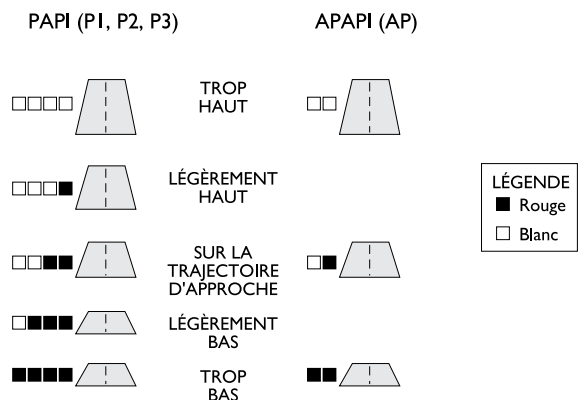 PAPI (P1, P2, P3)
APAPI (AP)
TROP
HAUT
LÉGÈREMENT
HAUT
SUR LA
TRAJECTOIRE
D'APPROCHE
LÉGÈREMENT
BAS
TROP
BAS
LÉGENDE
Rouge
Blanc